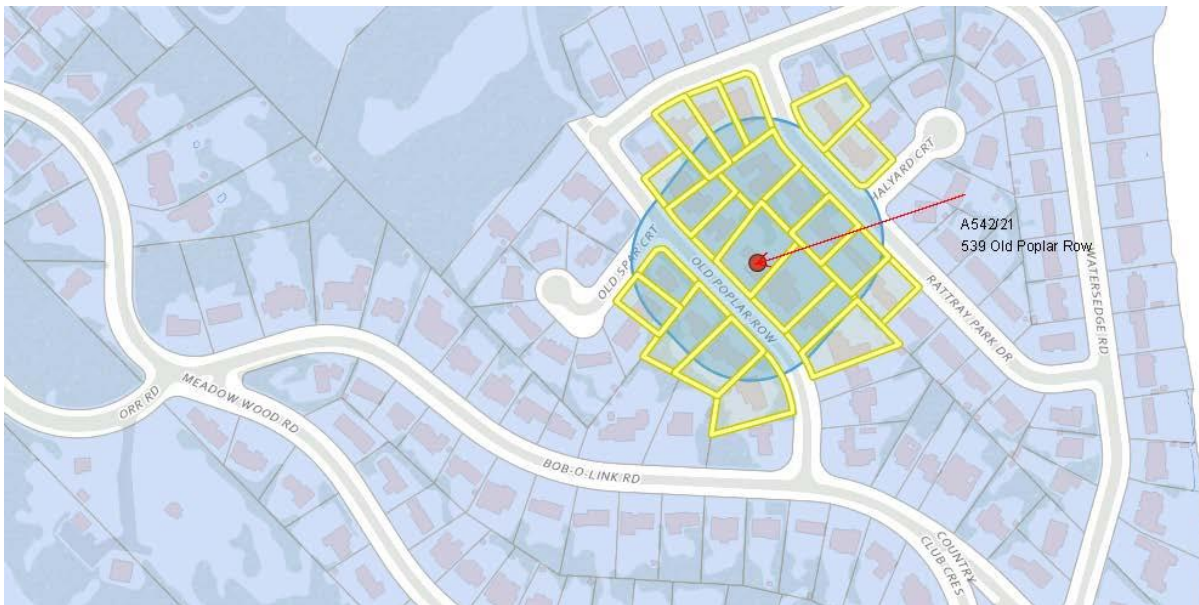 HALYARD CRT
A542/21
539 Old Poplar Row
OLD SPAR CRT
OLD POPLAR ROW
WATERSEDGE RD
RATTRAY PARK DR
ORR RD
MEADOW WOOD RD
BOB-O-LINK RD
COUNTRY
CLUB CRES